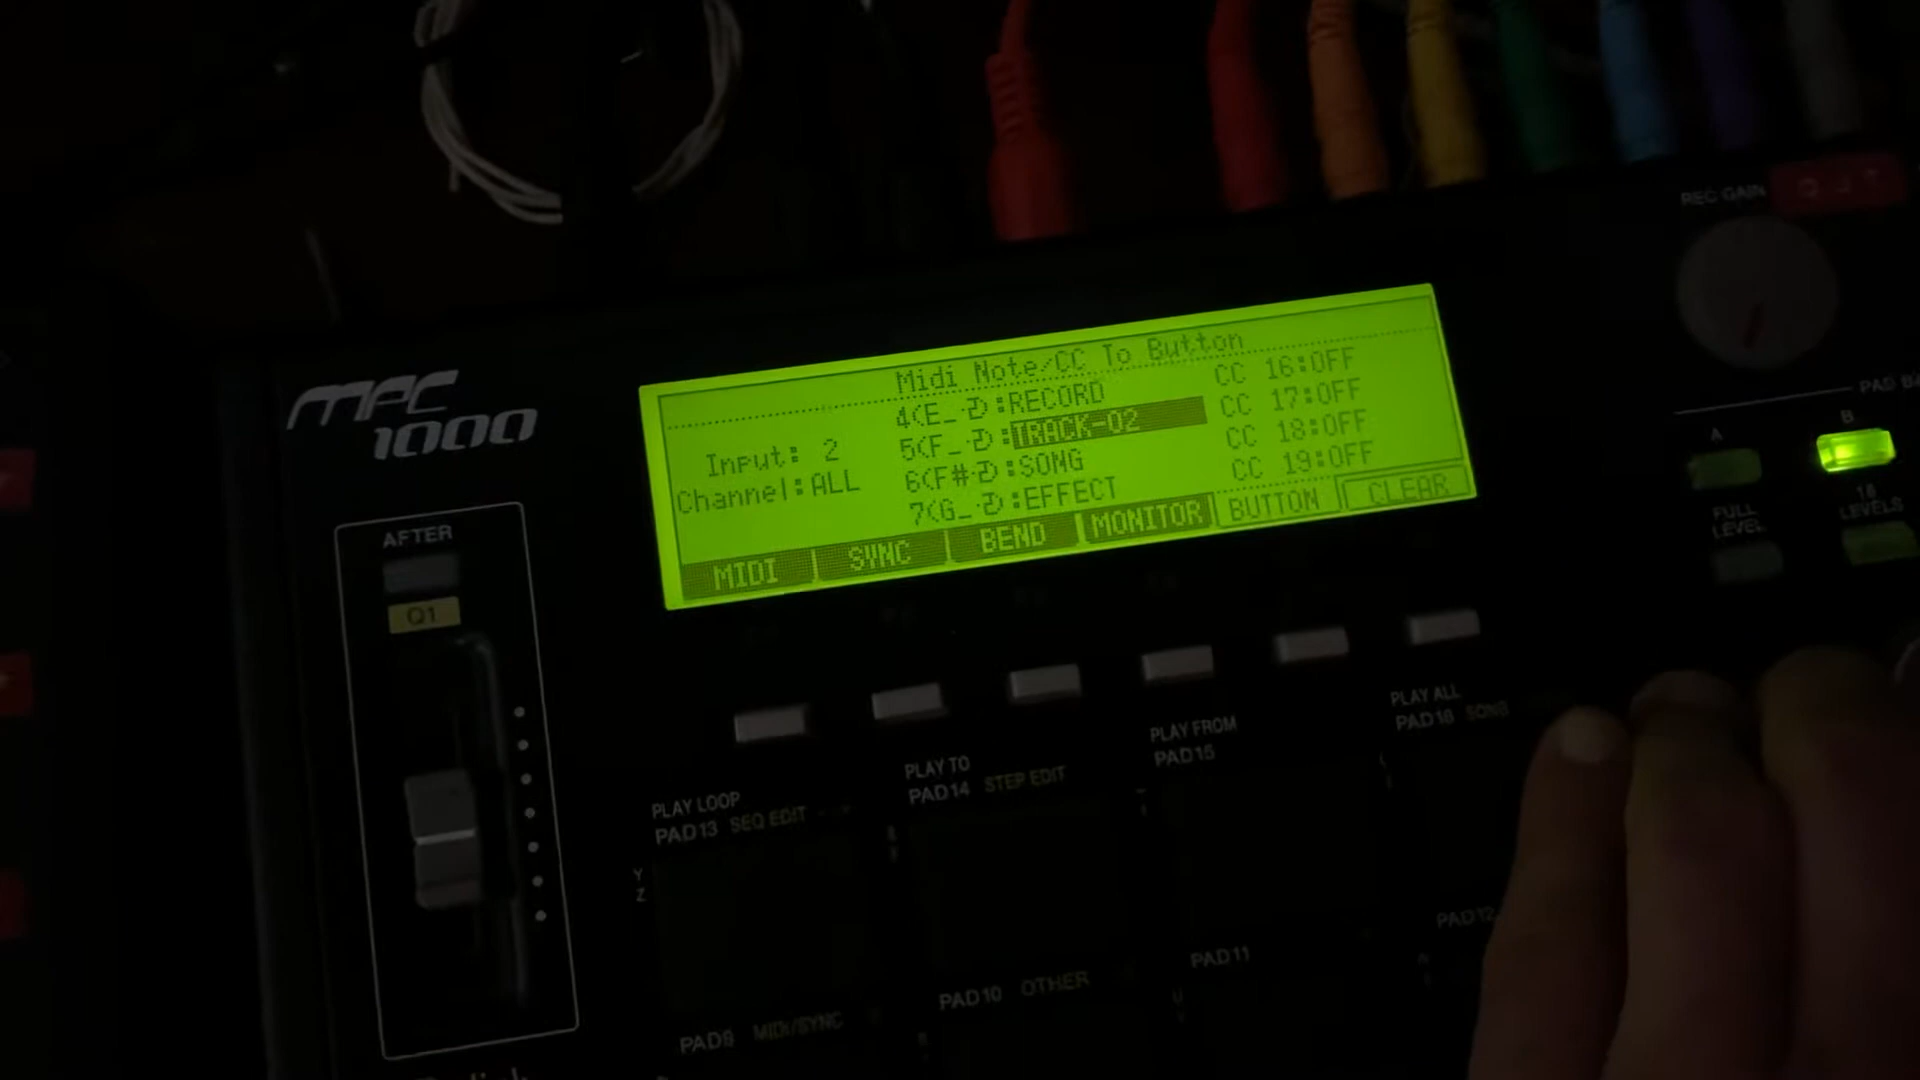 REC GAIN
OUT
mPC
1000
Midi Note/CC To Button
Input: 2
Channel:ALL
4(E_-2):RECORD
5(F_-2):TRACK-02
6(F#-2):SONG
7(G_-2):EFFECT
CC 16:OFF
CC 17:OFF
CC 18:OFF
CC 19:OFF
MIDI SYNC BEND MONITOR BUTTON CLEAR
A
B
FULL LEVEL
16 LEVELS
AFTER
Q1
PLAY LOOP
PAD13 SEQ EDIT
PLAY TO
PAD14 STEP EDIT
PLAY FROM
PAD15
PLAY ALL
PAD16 SONG
Y
Z
PAD9 MIDI/SYNC
PAD10 OTHER
PAD11
PAD12